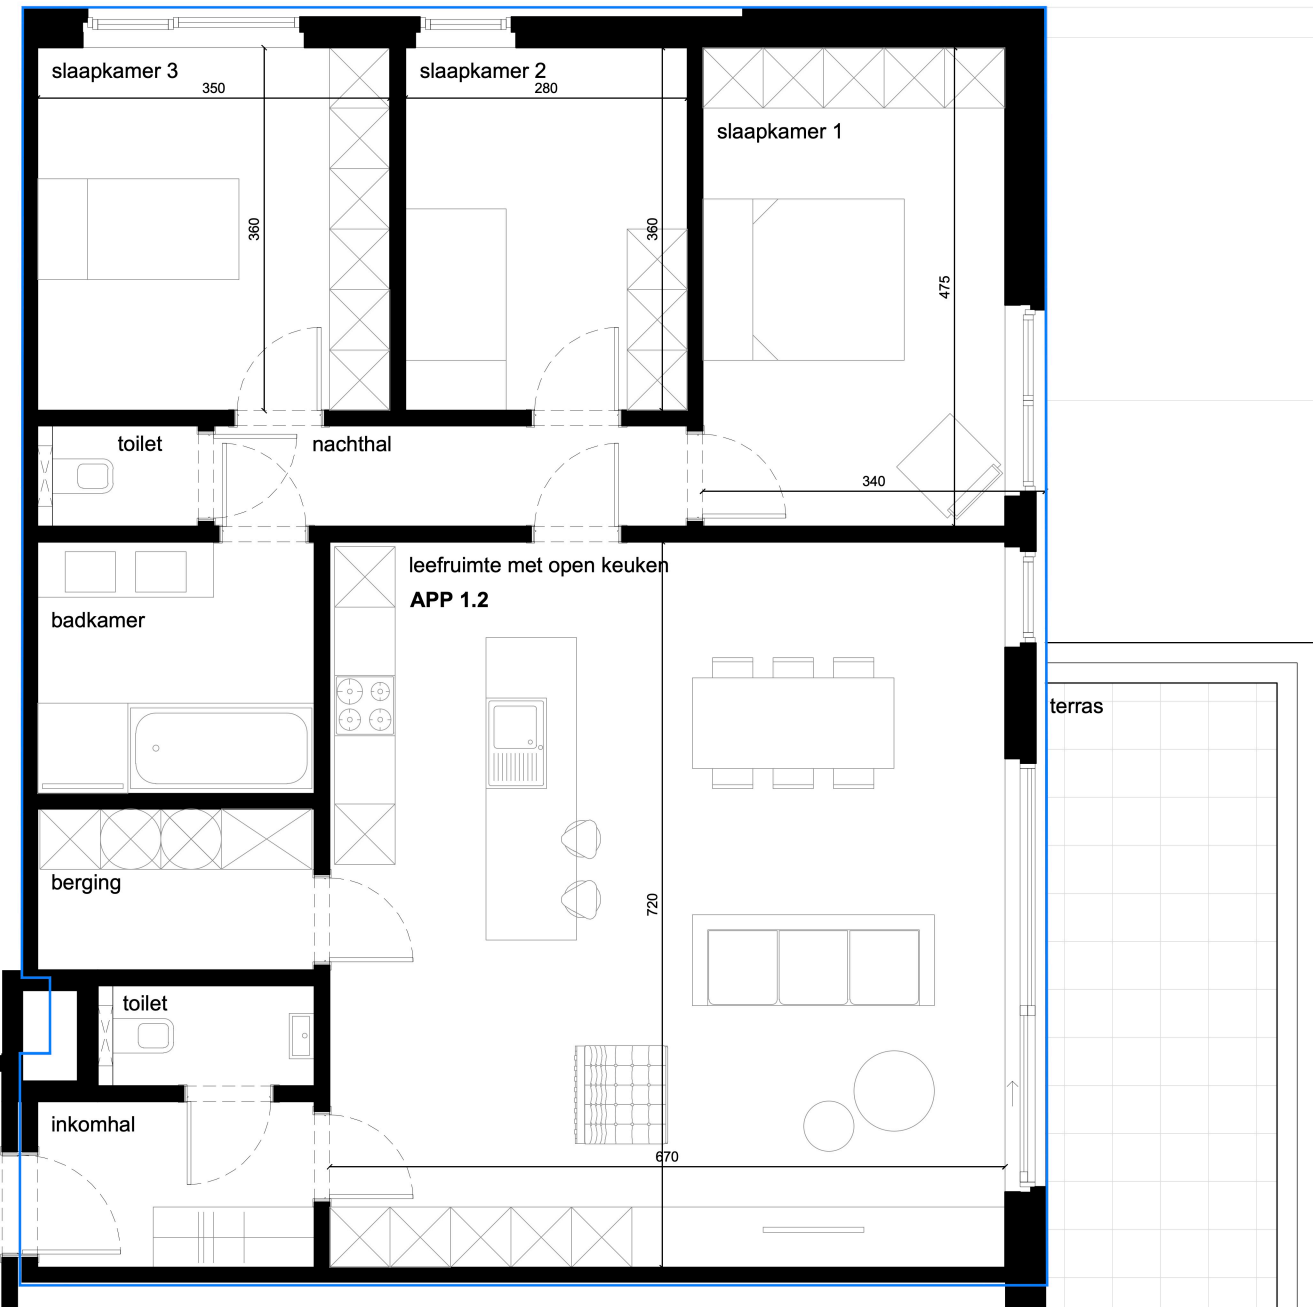 slaapkamer 3
350
360
slaapkamer 2
280
360
slaapkamer 1
475
340
toilet
nachthal
leefruimte met open keuken
APP 1.2
badkamer
terras
berging
720
toilet
inkomhal
670